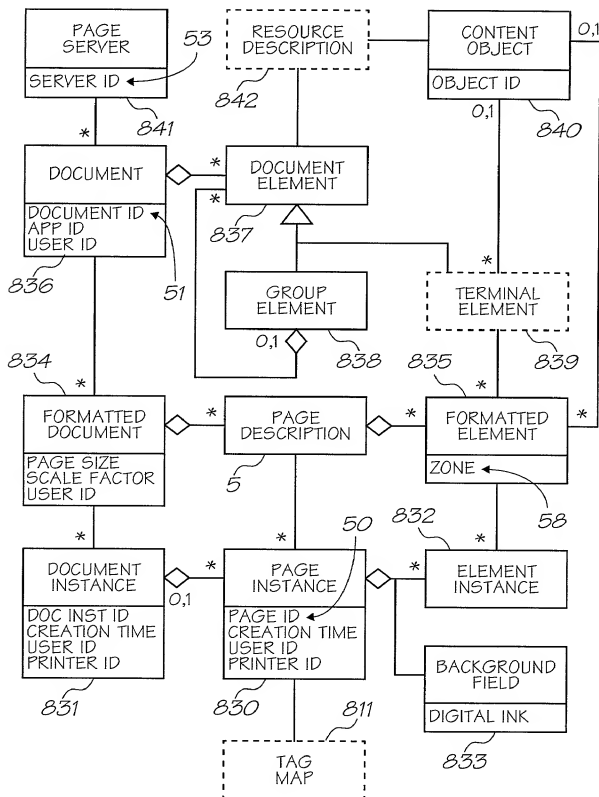 PAGE
SERVER
SERVER ID
53
841
*
RESOURCE
DESCRIPTION
842
CONTENT
OBJECT
OBJECT ID
0,1
840
0,1
DOCUMENT
DOCUMENT ID
APP ID
USER ID
836
51
*
*
DOCUMENT
ELEMENT
837
GROUP
ELEMENT
0,1
838
*
TERMINAL
ELEMENT
839
834
*
FORMATTED
DOCUMENT
PAGE SIZE
SCALE FACTOR
USER ID
*
PAGE
DESCRIPTION
5
835
*
*
*
FORMATTED
ELEMENT
ZONE
58
*
DOCUMENT
INSTANCE
DOC INST ID
CREATION TIME
USER ID
PRINTER ID
831
0,1
*
*
50
PAGE
INSTANCE
PAGE ID
CREATION TIME
USER ID
PRINTER ID
830
832
*
*
ELEMENT
INSTANCE
BACKGROUND
FIELD
DIGITAL INK
833
811
TAG
MAP